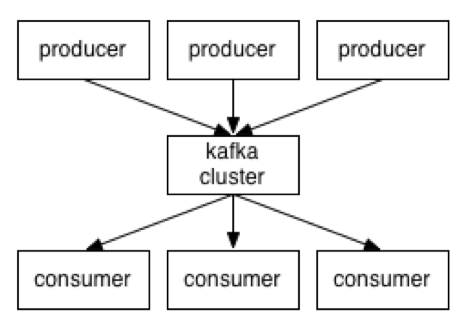 producer
producer
producer
kafka
cluster
consumer
consumer
consumer